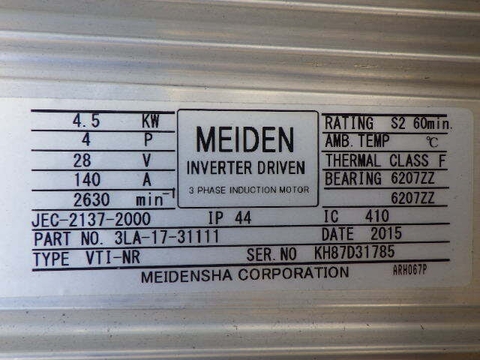 4.5 KW
4 P
28 V
140 A
2630 min⁻¹
MEIDEN
INVERTER DRIVEN
3 PHASE INDUCTION MOTOR
RATING S2 60min.
AMB. TEMP ℃
THERMAL CLASS F
BEARING 6207ZZ
6207ZZ
JEC-2137-2000 IP 44 IC 410
PART NO. 3LA-17-31111 DATE 2015
TYPE VTI-NR SER.NO KH87D31785
MEIDENSHA CORPORATION ARH067P